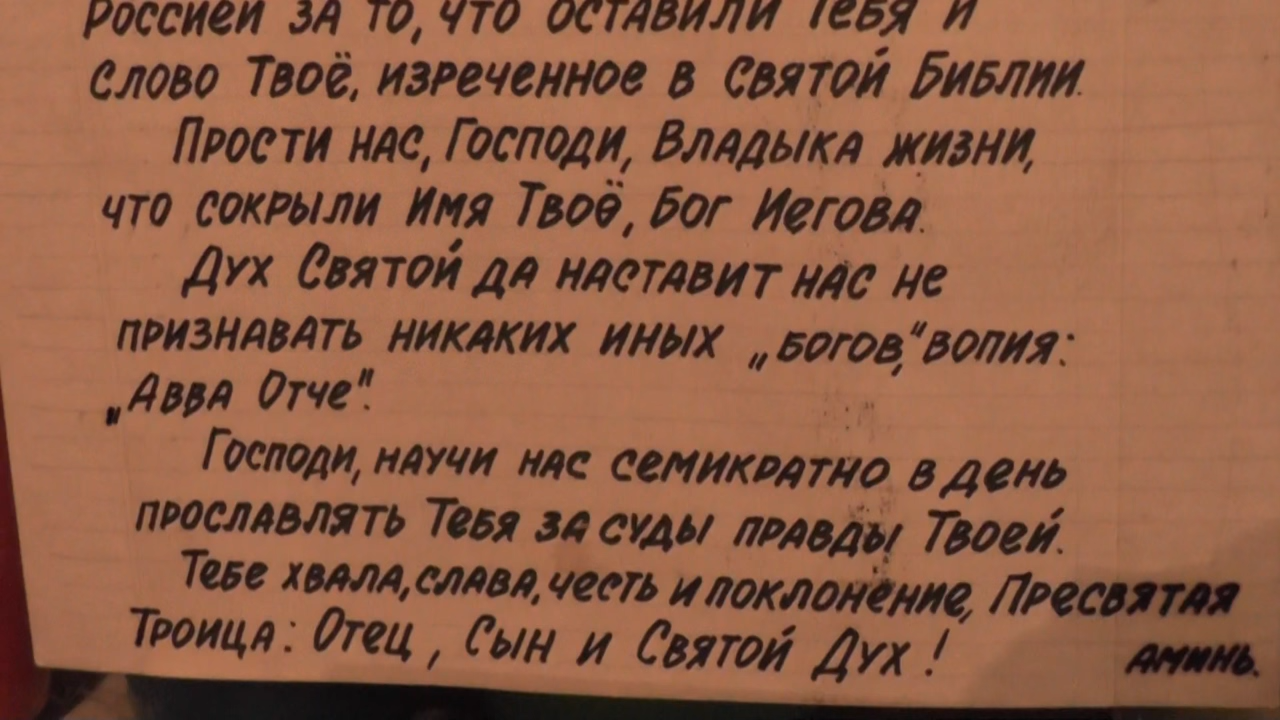 Россией за то, что оставили Тебя и
Слово Твоё, изреченное в Святой Библии.
Прости нас, Господи, Владыка жизни,
что сокрыли Имя Твоё, Бог Иегова.
Дух Святой да наставит нас не
признавать никаких иных „богов," вопия:
„Авва Отче".
Господи, научи нас семикратно в день
прославлять Тебя за суды правды Твоей.
Тебе хвала, слава, честь и поклонение, Пресвятая
Троица: Отец, Сын и Святой Дух!
аминь.